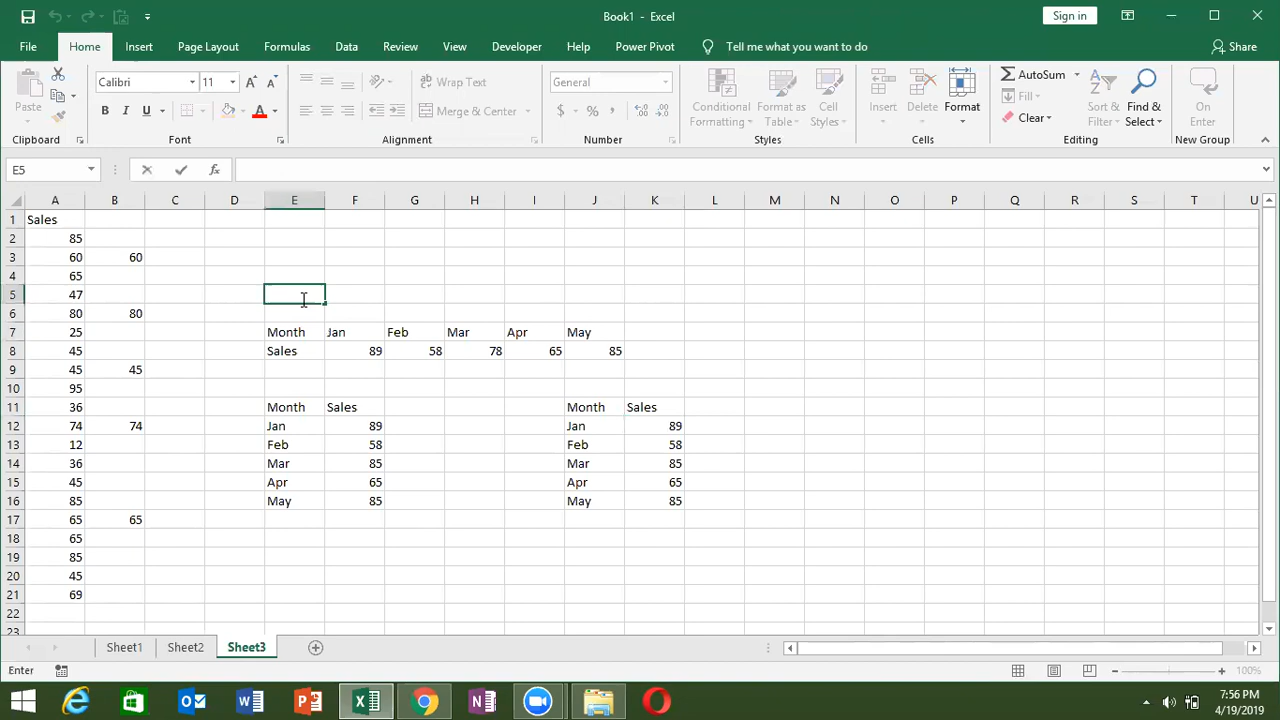 Book1 - Excel
Sign in
File Home Insert Page Layout Formulas Data Review View Developer Help Power Pivot Tell me what you want to do Share
Calibri 11 Wrap Text General AutoSum
Paste B I U Merge & Center $ % , Conditional Formatting Format as Table Cell Styles Insert Delete Format Fill Clear Sort & Filter Find & Select On Enter
Clipboard Font Alignment Number Styles Cells Editing New Group
E5 fx
A B C D E F G H I J K L M N O P Q R S T U
1 Sales
2 85
3 60 60
4 65
5 47
6 80 80
7 25 Month Jan Feb Mar Apr May
8 45 Sales 89 58 78 65 85
9 45 45
10 95
11 36 Month Sales Month Sales
12 74 74 Jan 89 Jan 89
13 12 Feb 58 Feb 58
14 36 Mar 85 Mar 85
15 45 Apr 65 Apr 65
16 85 May 85 May 85
17 65 65
18 65
19 85
20 45
21 69
22
23
Sheet1 Sheet2 Sheet3
Enter 100%
7:56 PM
4/19/2019